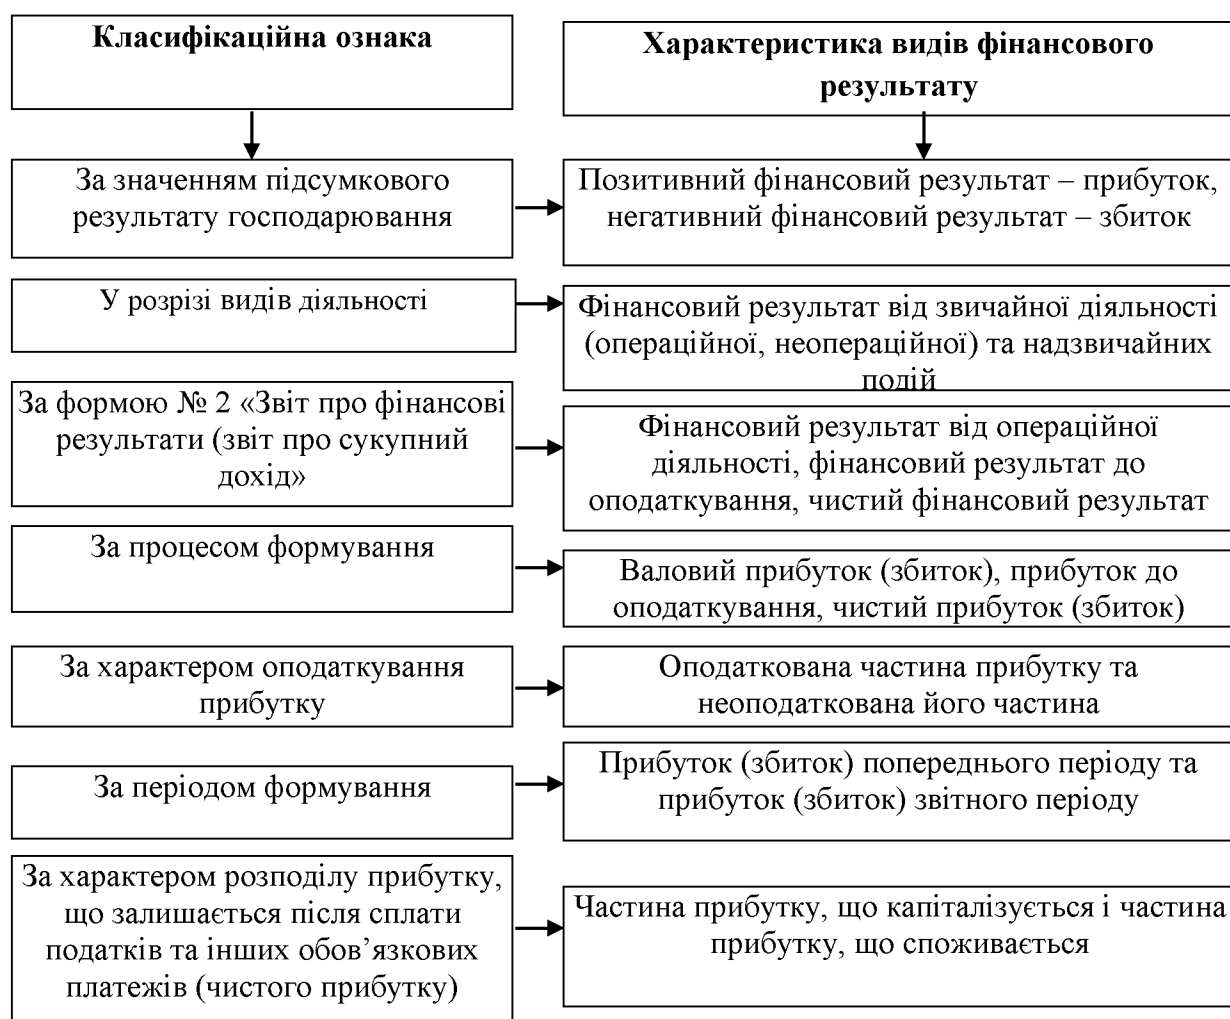 Класифікаційна ознака
Характеристика видів фінансового
результату
За значенням підсумкового
результату господарювання
Позитивний фінансовий результат – прибуток,
негативний фінансовий результат – збиток
У розрізі видів діяльності
Фінансовий результат від звичайної діяльності
(операційної, неопераційної) та надзвичайних
подій
За формою № 2 «Звіт про фінансові
результати (звіт про сукупний
дохід»
Фінансовий результат від операційної
діяльності, фінансовий результат до
оподаткування, чистий фінансовий результат
За процесом формування
Валовий прибуток (збиток), прибуток до
оподаткування, чистий прибуток (збиток)
За характером оподаткування
прибутку
Оподаткована частина прибутку та
неоподаткована його частина
За періодом формування
Прибуток (збиток) попереднього періоду та
прибуток (збиток) звітного періоду
За характером розподілу прибутку,
що залишається після сплати
податків та інших обов’язкових
платежів (чистого прибутку)
Частина прибутку, що капіталізується і частина
прибутку, що споживається